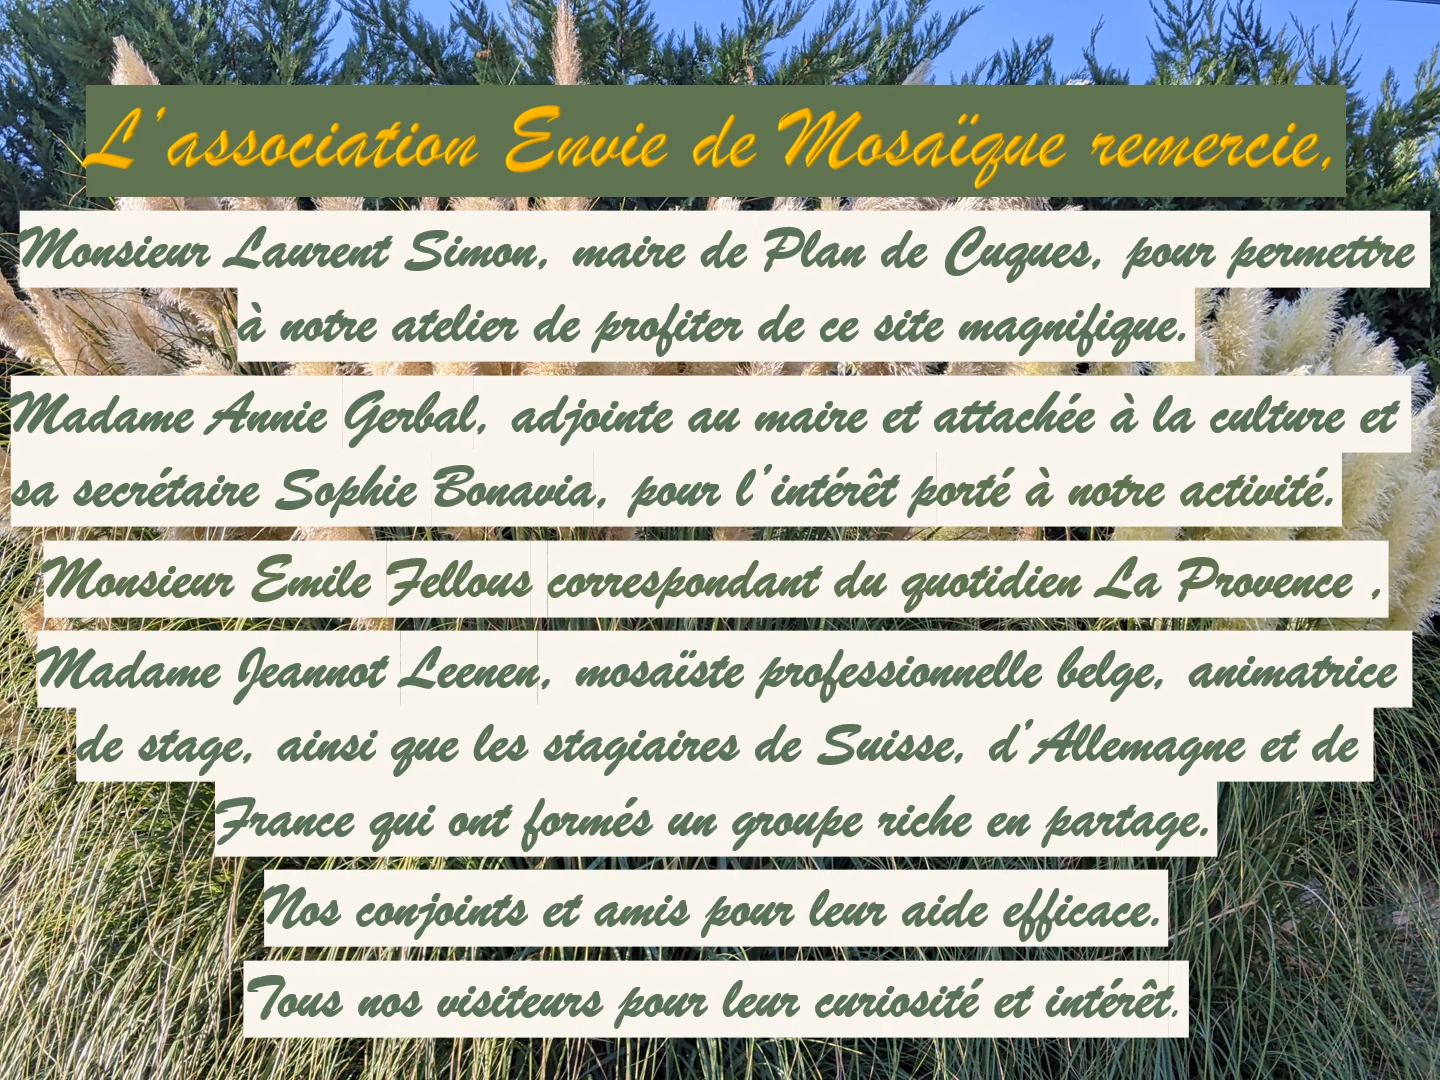 L'association Envie de Mosaïque remercie,
Monsieur Laurent Simon, maire de Plan de Cuques, pour permettre
à notre atelier de profiter de ce site magnifique.
Madame Annie Gerbal, adjointe au maire et attachée à la culture et
sa secrétaire Sophie Bonavia, pour l'intérêt porté à notre activité.
Monsieur Emile Fellous correspondant du quotidien La Provence ,
Madame Jeannot Leenen, mosaïste professionnelle belge, animatrice
de stage, ainsi que les stagiaires de Suisse, d'Allemagne et de
France qui ont formés un groupe riche en partage.
Nos conjoints et amis pour leur aide efficace.
Tous nos visiteurs pour leur curiosité et intérêt.